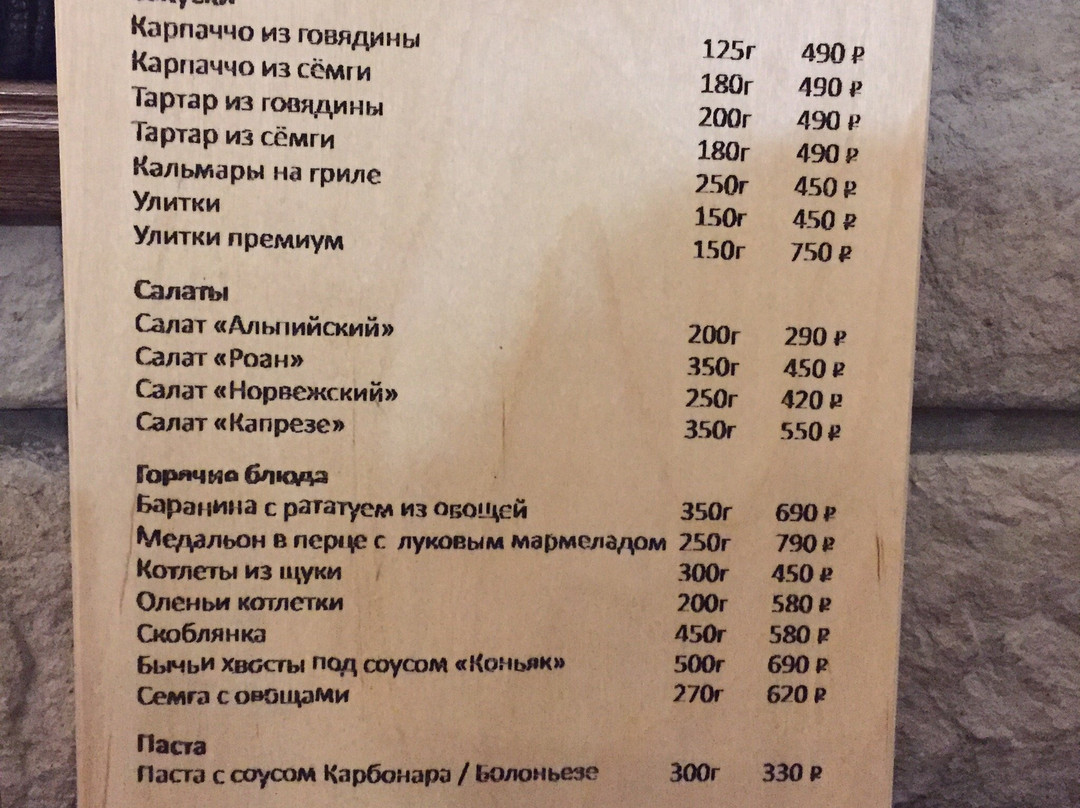 Закуски
Карпаччо из говядины 125г 490 ₽
Карпаччо из сёмги 180г 490 ₽
Тартар из говядины 200г 490 ₽
Тартар из сёмги 180г 490 ₽
Кальмары на гриле 250г 450 ₽
Улитки 150г 450 ₽
Улитки премиум 150г 750 ₽
Салаты
Салат «Альпийский» 200г 290 ₽
Салат «Роан» 350г 450 ₽
Салат «Норвежский» 250г 420 ₽
Салат «Капрезе» 350г 550 ₽
Горячие блюда
Баранина с рататуем из овощей 350г 690 ₽
Медальон в перце с луковым мармеладом 250г 790 ₽
Котлеты из щуки 300г 450 ₽
Оленьи котлетки 200г 580 ₽
Скоблянка 450г 580 ₽
Бычьи хвосты под соусом «Коньяк» 500г 690 ₽
Семга с овощами 270г 620 ₽
Паста
Паста с соусом Карбонара / Болоньезе 300г 330 ₽